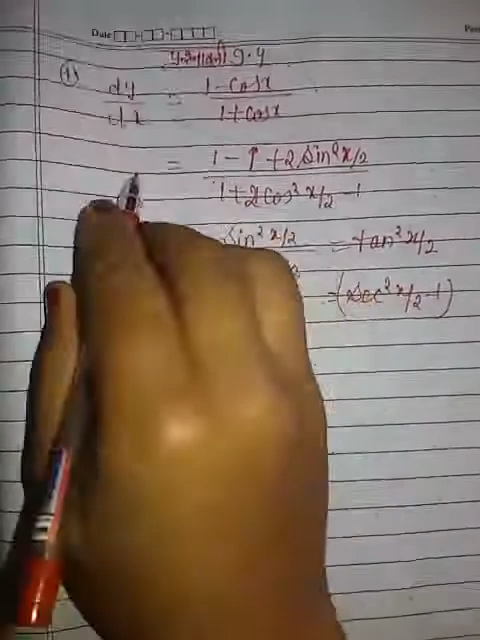 Date
प्रश्नावली 9.4
① dy/dx = 1-cosx/1+cosx
= 1-1+2sin²x/2 / 1+2cos²x/2-1
sin²x/2 = tan²x/2
=(sec²x/2-1)